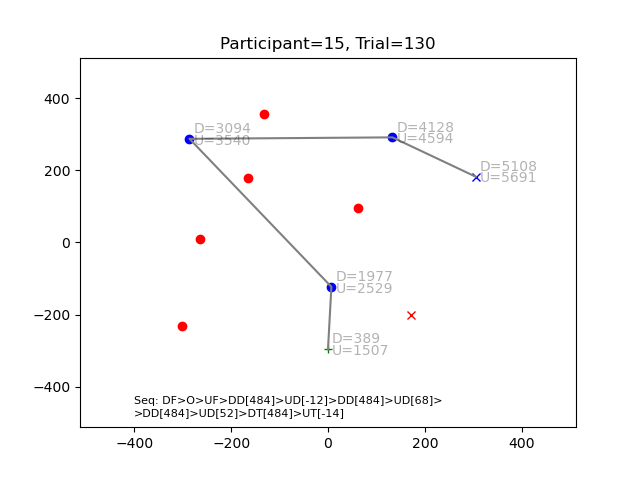 Participant=15, Trial=130
400
200
0
−200
−400
D=3094
U=3540
D=4128
U=4594
D=5108
U=5691
D=1977
U=2529
D=389
U=1507
Seq: DF>O>UF>DD[484]>UD[-12]>DD[484]>UD[68]>
>DD[484]>UD[52]>DT[484]>UT[-14]
−400
−200
0
200
400